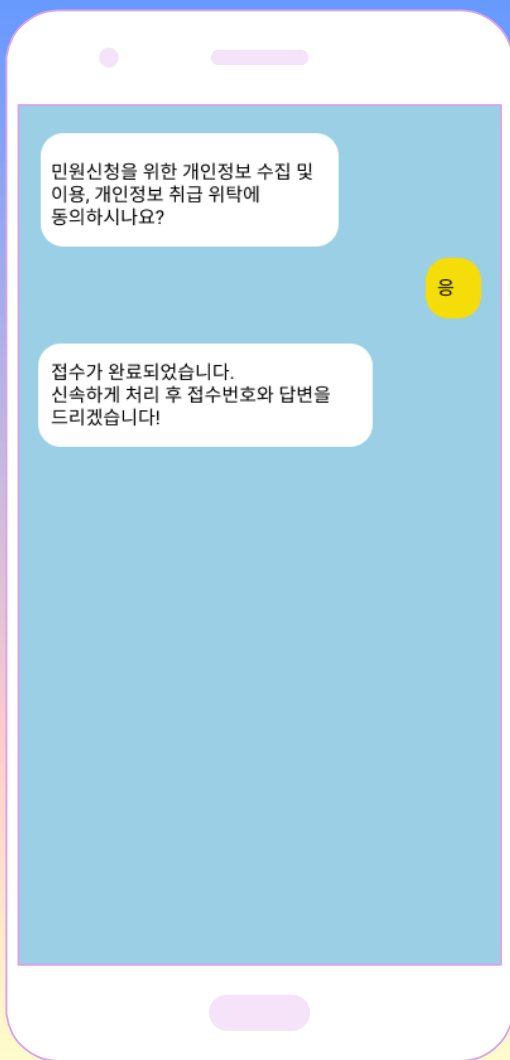 민원신청을 위한 개인정보 수집 및
이용, 개인정보 취급 위탁에
동의하시나요?
응
접수가 완료되었습니다.
신속하게 처리 후 접수번호와 답변을
드리겠습니다!